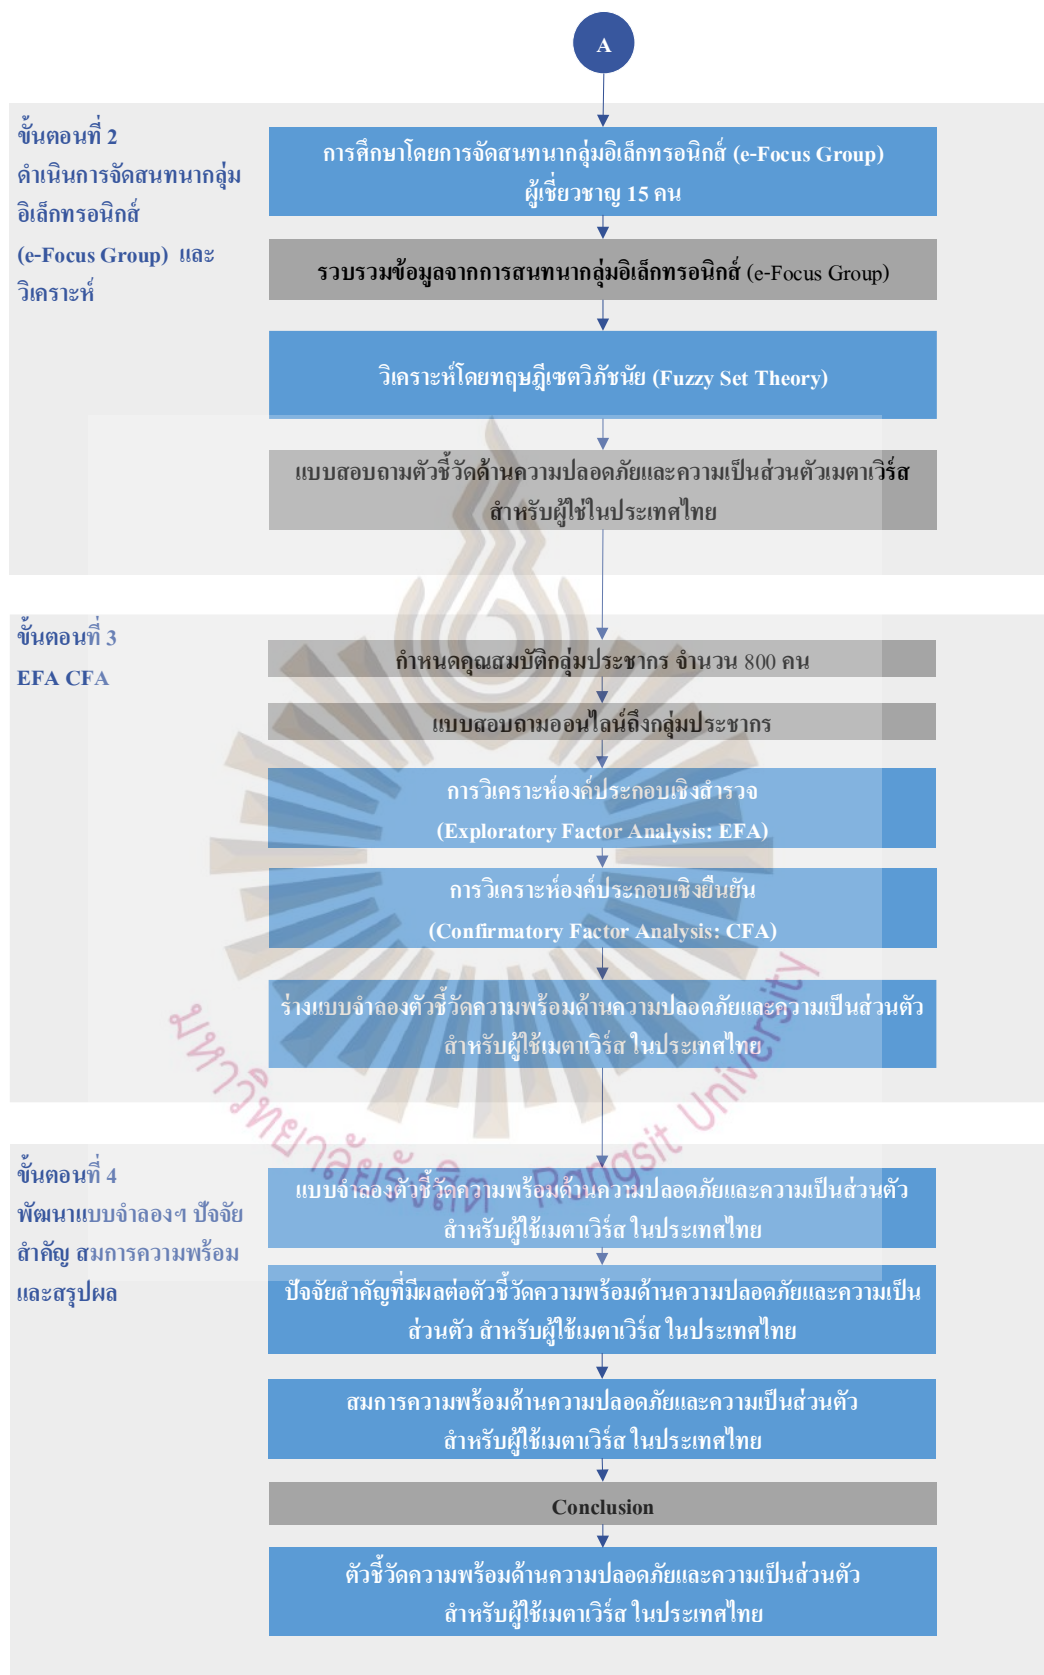 A
ขั้นตอนที่ 2
ดำเนินการจัดสนทนากลุ่ม
อิเล็กทรอนิกส์
(e-Focus Group) และ
วิเคราะห์
การศึกษาโดยการจัดสนทนากลุ่มอิเล็กทรอนิกส์ (e-Focus Group)
ผู้เชี่ยวชาญ 15 คน
รวบรวมข้อมูลจากการสนทนากลุ่มอิเล็กทรอนิกส์ (e-Focus Group)
วิเคราะห์โดยทฤษฎีเซตวิภัชนัย (Fuzzy Set Theory)
แบบสอบถามตัวชี้วัดด้านความปลอดภัยและความเป็นส่วนตัวเมตาเวิร์ส
สำหรับผู้ใช่ในประเทศไทย
ขั้นตอนที่ 3
EFA CFA
กำหนดคุณสมบัติกลุ่มประชากร จำนวน 800 คน
แบบสอบถามออนไลน์ถึงกลุ่มประชากร
การวิเคราะห์องค์ประกอบเชิงสำรวจ
(Exploratory Factor Analysis: EFA)
การวิเคราะห์องค์ประกอบเชิงยืนยัน
(Confirmatory Factor Analysis: CFA)
ร่างแบบจำลองตัวชี้วัดความพร้อมด้านความปลอดภัยและความเป็นส่วนตัว
สำหรับผู้ใช้เมตาเวิร์ส ในประเทศไทย
มหาวิทยาลัยรังสิต Rangsit University
ขั้นตอนที่ 4
พัฒนาแบบจำลองฯ ปัจจัย
สำคัญ สมการความพร้อม
และสรุปผล
แบบจำลองตัวชี้วัดความพร้อมด้านความปลอดภัยและความเป็นส่วนตัว
สำหรับผู้ใช้เมตาเวิร์ส ในประเทศไทย
ปัจจัยสำคัญที่มีผลต่อตัวชี้วัดความพร้อมด้านความปลอดภัยและความเป็น
ส่วนตัว สำหรับผู้ใช้เมตาเวิร์ส ในประเทศไทย
สมการความพร้อมด้านความปลอดภัยและความเป็นส่วนตัว
สำหรับผู้ใช้เมตาเวิร์ส ในประเทศไทย
Conclusion
ตัวชี้วัดความพร้อมด้านความปลอดภัยและความเป็นส่วนตัว
สำหรับผู้ใช้เมตาเวิร์ส ในประเทศไทย